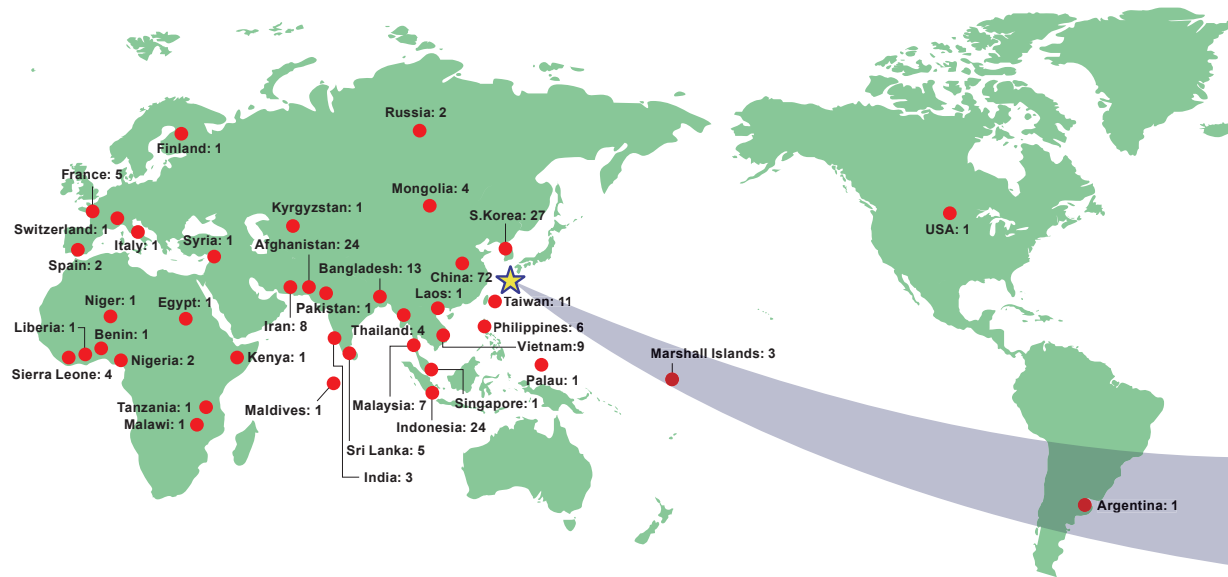 Russia: 2
Finland: 1
France: 5
Mongolia: 4
Kyrgyzstan: 1
S.Korea: 27
Switzerland: 1
Italy: 1
Syria: 1
Afghanistan: 24
USA: 1
Spain: 2
Bangladesh: 13
China: 72
Laos: 1
Niger: 1
Egypt: 1
Pakistan: 1
Taiwan: 11
Liberia: 1
Benin: 1
Iran: 8
Thailand: 4
Philippines: 6
Vietnam:9
Marshall Islands: 3
Nigeria: 2
Kenya: 1
Sierra Leone: 4
Palau: 1
Tanzania: 1
Maldives: 1
Malaysia: 7
Singapore: 1
Malawi: 1
Indonesia: 24
Sri Lanka: 5
India: 3
Argentina: 1